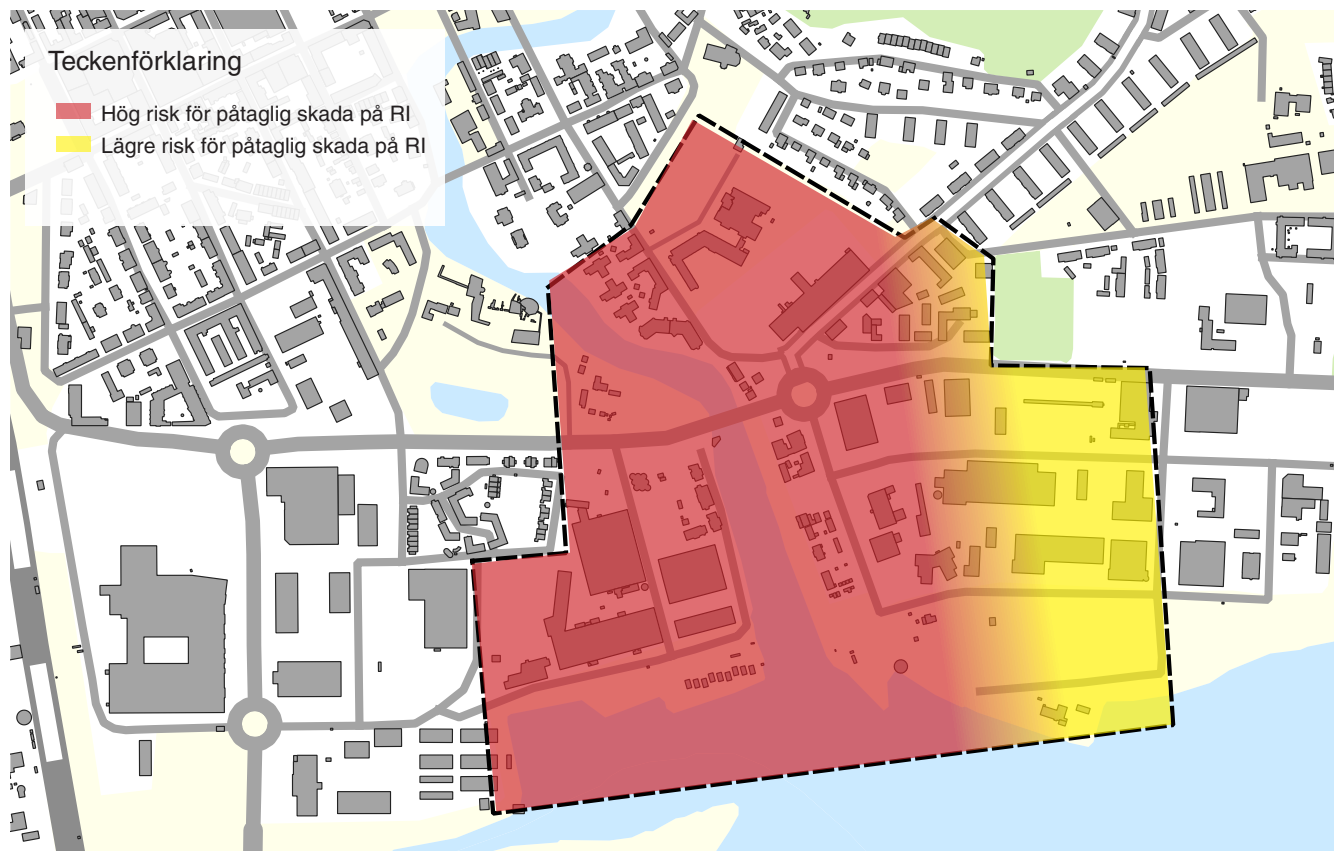 Teckenförklaring
Hög risk för påtaglig skada på RI
Lägre risk för påtaglig skada på RI